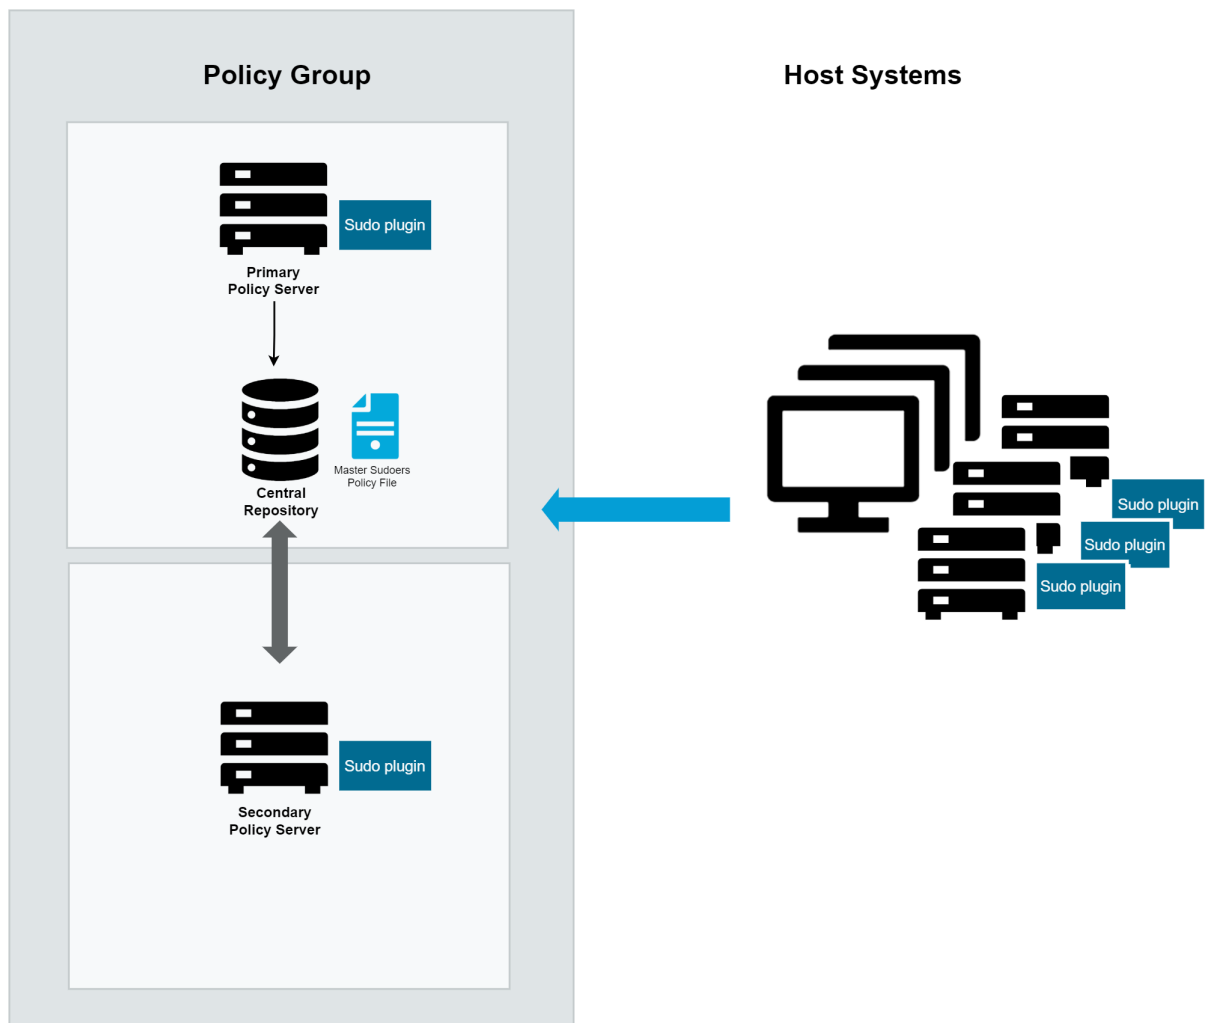 Policy Group
Host Systems
Sudo plugin
Primary
Policy Server
Master Sudoers
Policy File
Central
Repository
Sudo plugin
Sudo plugin
Sudo plugin
Sudo plugin
Secondary
Policy Server